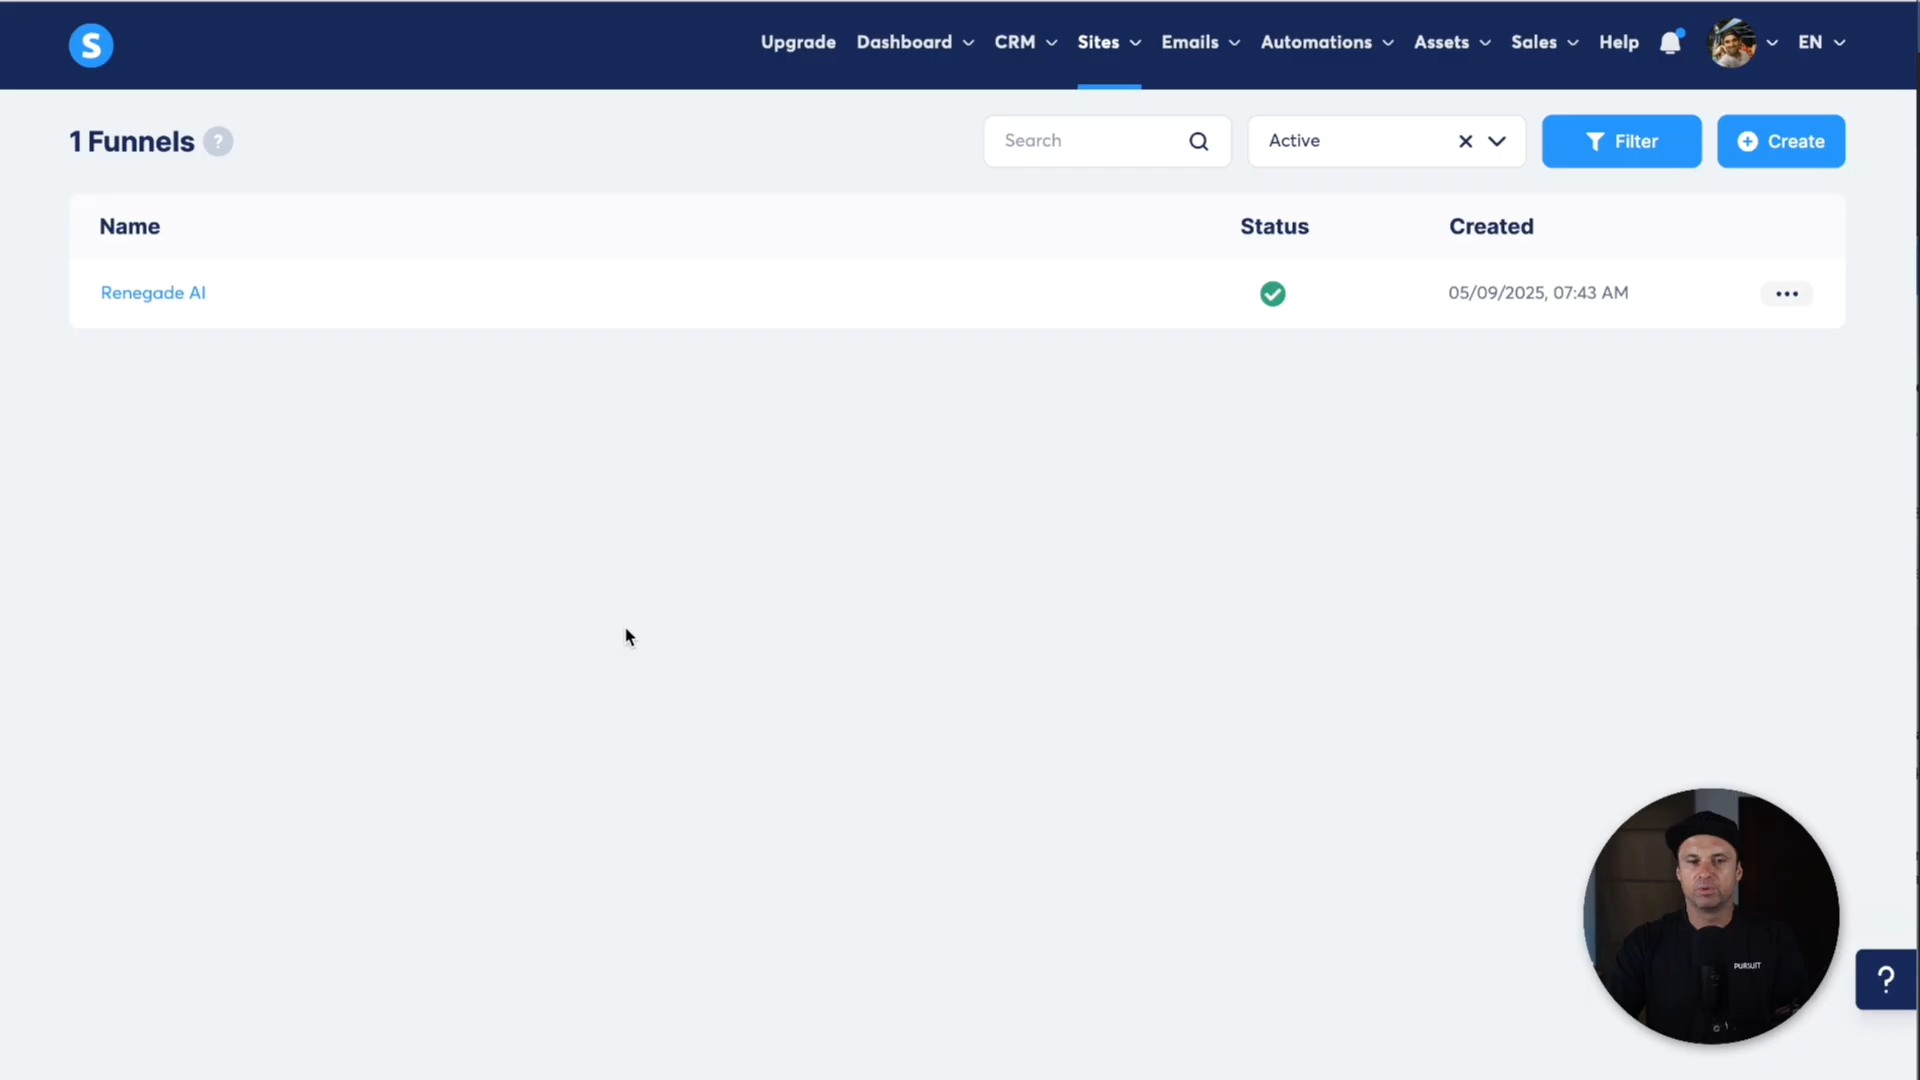 S
Upgrade Dashboard CRM Sites Emails Automations Assets Sales Help EN
1 Funnels ?
Search
Active
Filter
Create
Name Status Created
Renegade AI 05/09/2025, 07:43 AM
PURSUIT
?